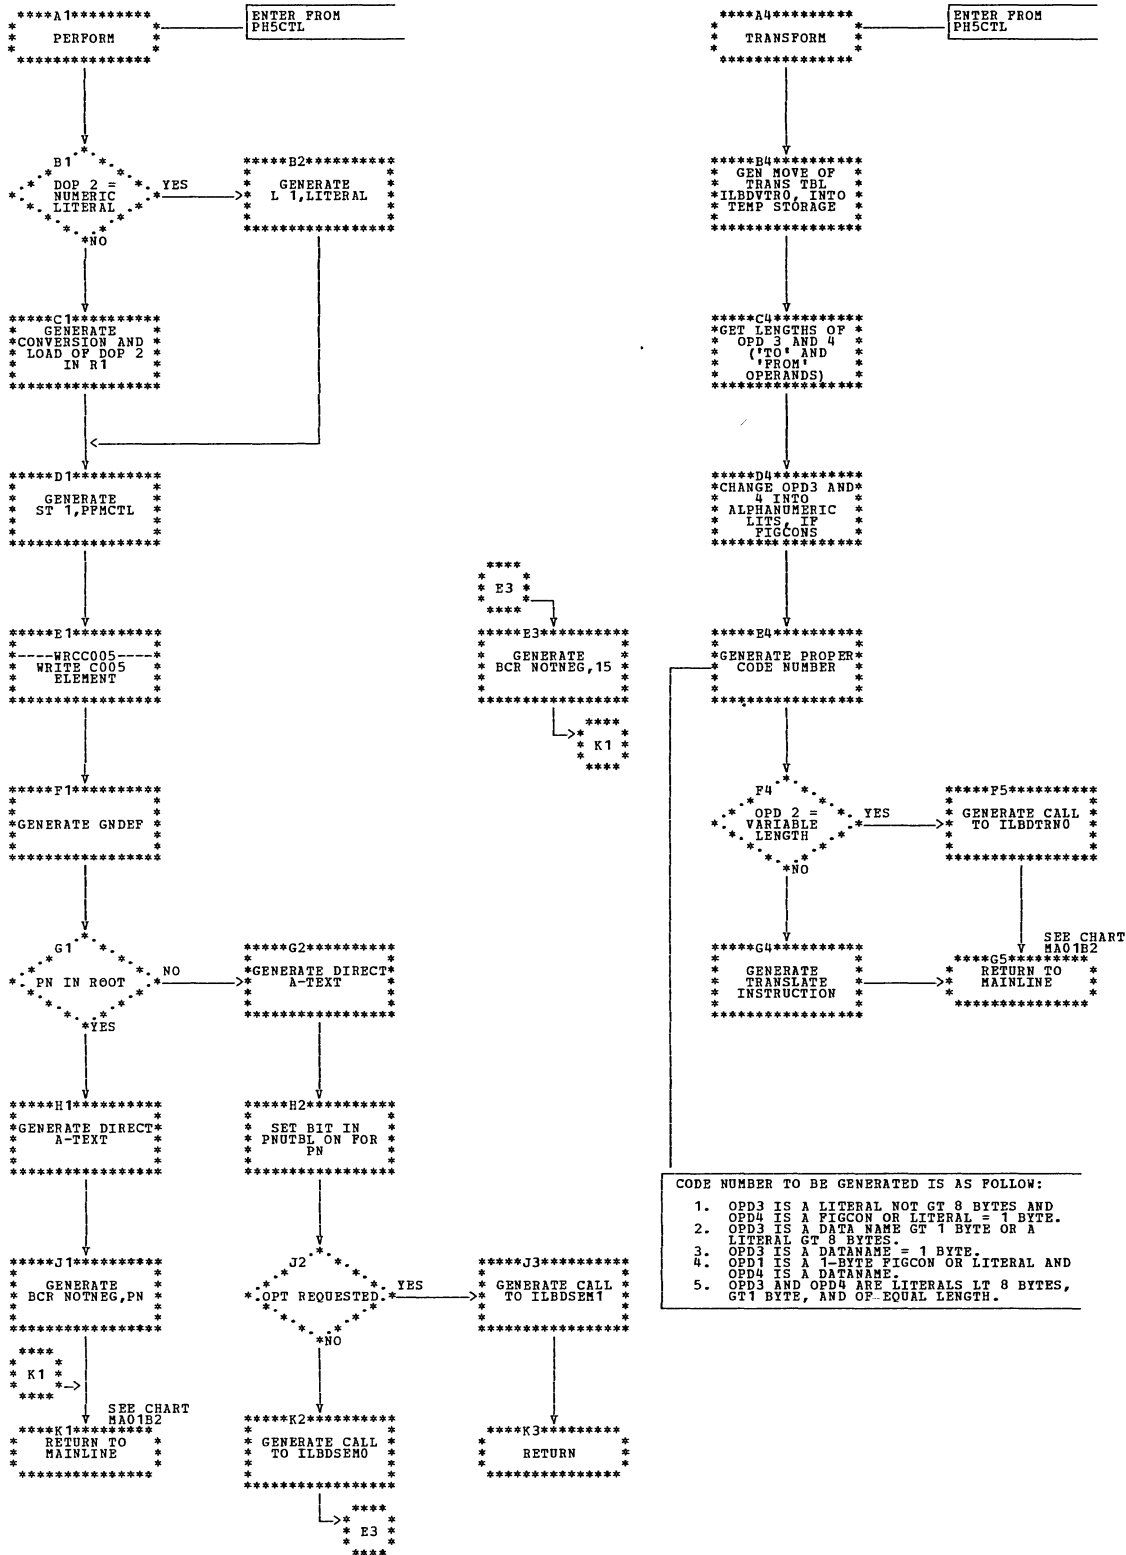 A1
PERFORM
ENTER FROM
PH5CTL
B1
DOP 2 =
NUMERIC
LITERAL
YES
NO
B2
GENERATE
L 1,LITERAL
C1
GENERATE
CONVERSION AND
LOAD OF DOP 2
IN R1
D1
GENERATE
ST 1,PFMCTL
E1
----WRCC005----
WRITE C005
ELEMENT
F1
GENERATE GNDEF
G1
PN IN ROOT
NO
YES
G2
GENERATE DIRECT
A-TEXT
H1
GENERATE DIRECT
A-TEXT
H2
SET BIT IN
PNUTBL ON FOR
PN
J1
GENERATE
BCR NOTNEG,PN
J2
OPT REQUESTED
YES
NO
J3
GENERATE CALL
TO ILBDSEM1
K1
SEE CHART
MA01B2
K1
RETURN TO
MAINLINE
K2
GENERATE CALL
TO ILBDSEM0
K3
RETURN
E3
E3
E3
GENERATE
BCR NOTNEG,15
K1
A4
TRANSFORM
ENTER FROM
PH5CTL
B4
GEN MOVE OF
TRANS TBL
ILBDVTR0, INTO
TEMP STORAGE
C4
GET LENGTHS OF
OPD 3 AND 4
('TO' AND
'FROM'
OPERANDS)
D4
CHANGE OPD3 AND
4 INTO
ALPHANUMERIC
LITS, IF
FIGCONS
E4
GENERATE PROPER
CODE NUMBER
F4
OPD 2 =
VARIABLE
LENGTH
YES
NO
F5
GENERATE CALL
TO ILBDTRN0
G4
GENERATE
TRANSLATE
INSTRUCTION
SEE CHART
MA01B2
G5
RETURN TO
MAINLINE
CODE NUMBER TO BE GENERATED IS AS FOLLOW:
1. OPD3 IS A LITERAL NOT GT 8 BYTES AND
OPD4 IS A FIGCON OR LITERAL = 1 BYTE.
2. OPD3 IS A DATA NAME GT 1 BYTE OR A
LITERAL GT 8 BYTES.
3. OPD3 IS A DATANAME = 1 BYTE.
4. OPD1 IS A 1-BYTE FIGCON OR LITERAL AND
OPD4 IS A DATANAME.
5. OPD3 AND OPD4 ARE LITERALS LT 8 BYTES,
GT1 BYTE, AND OF EQUAL LENGTH.